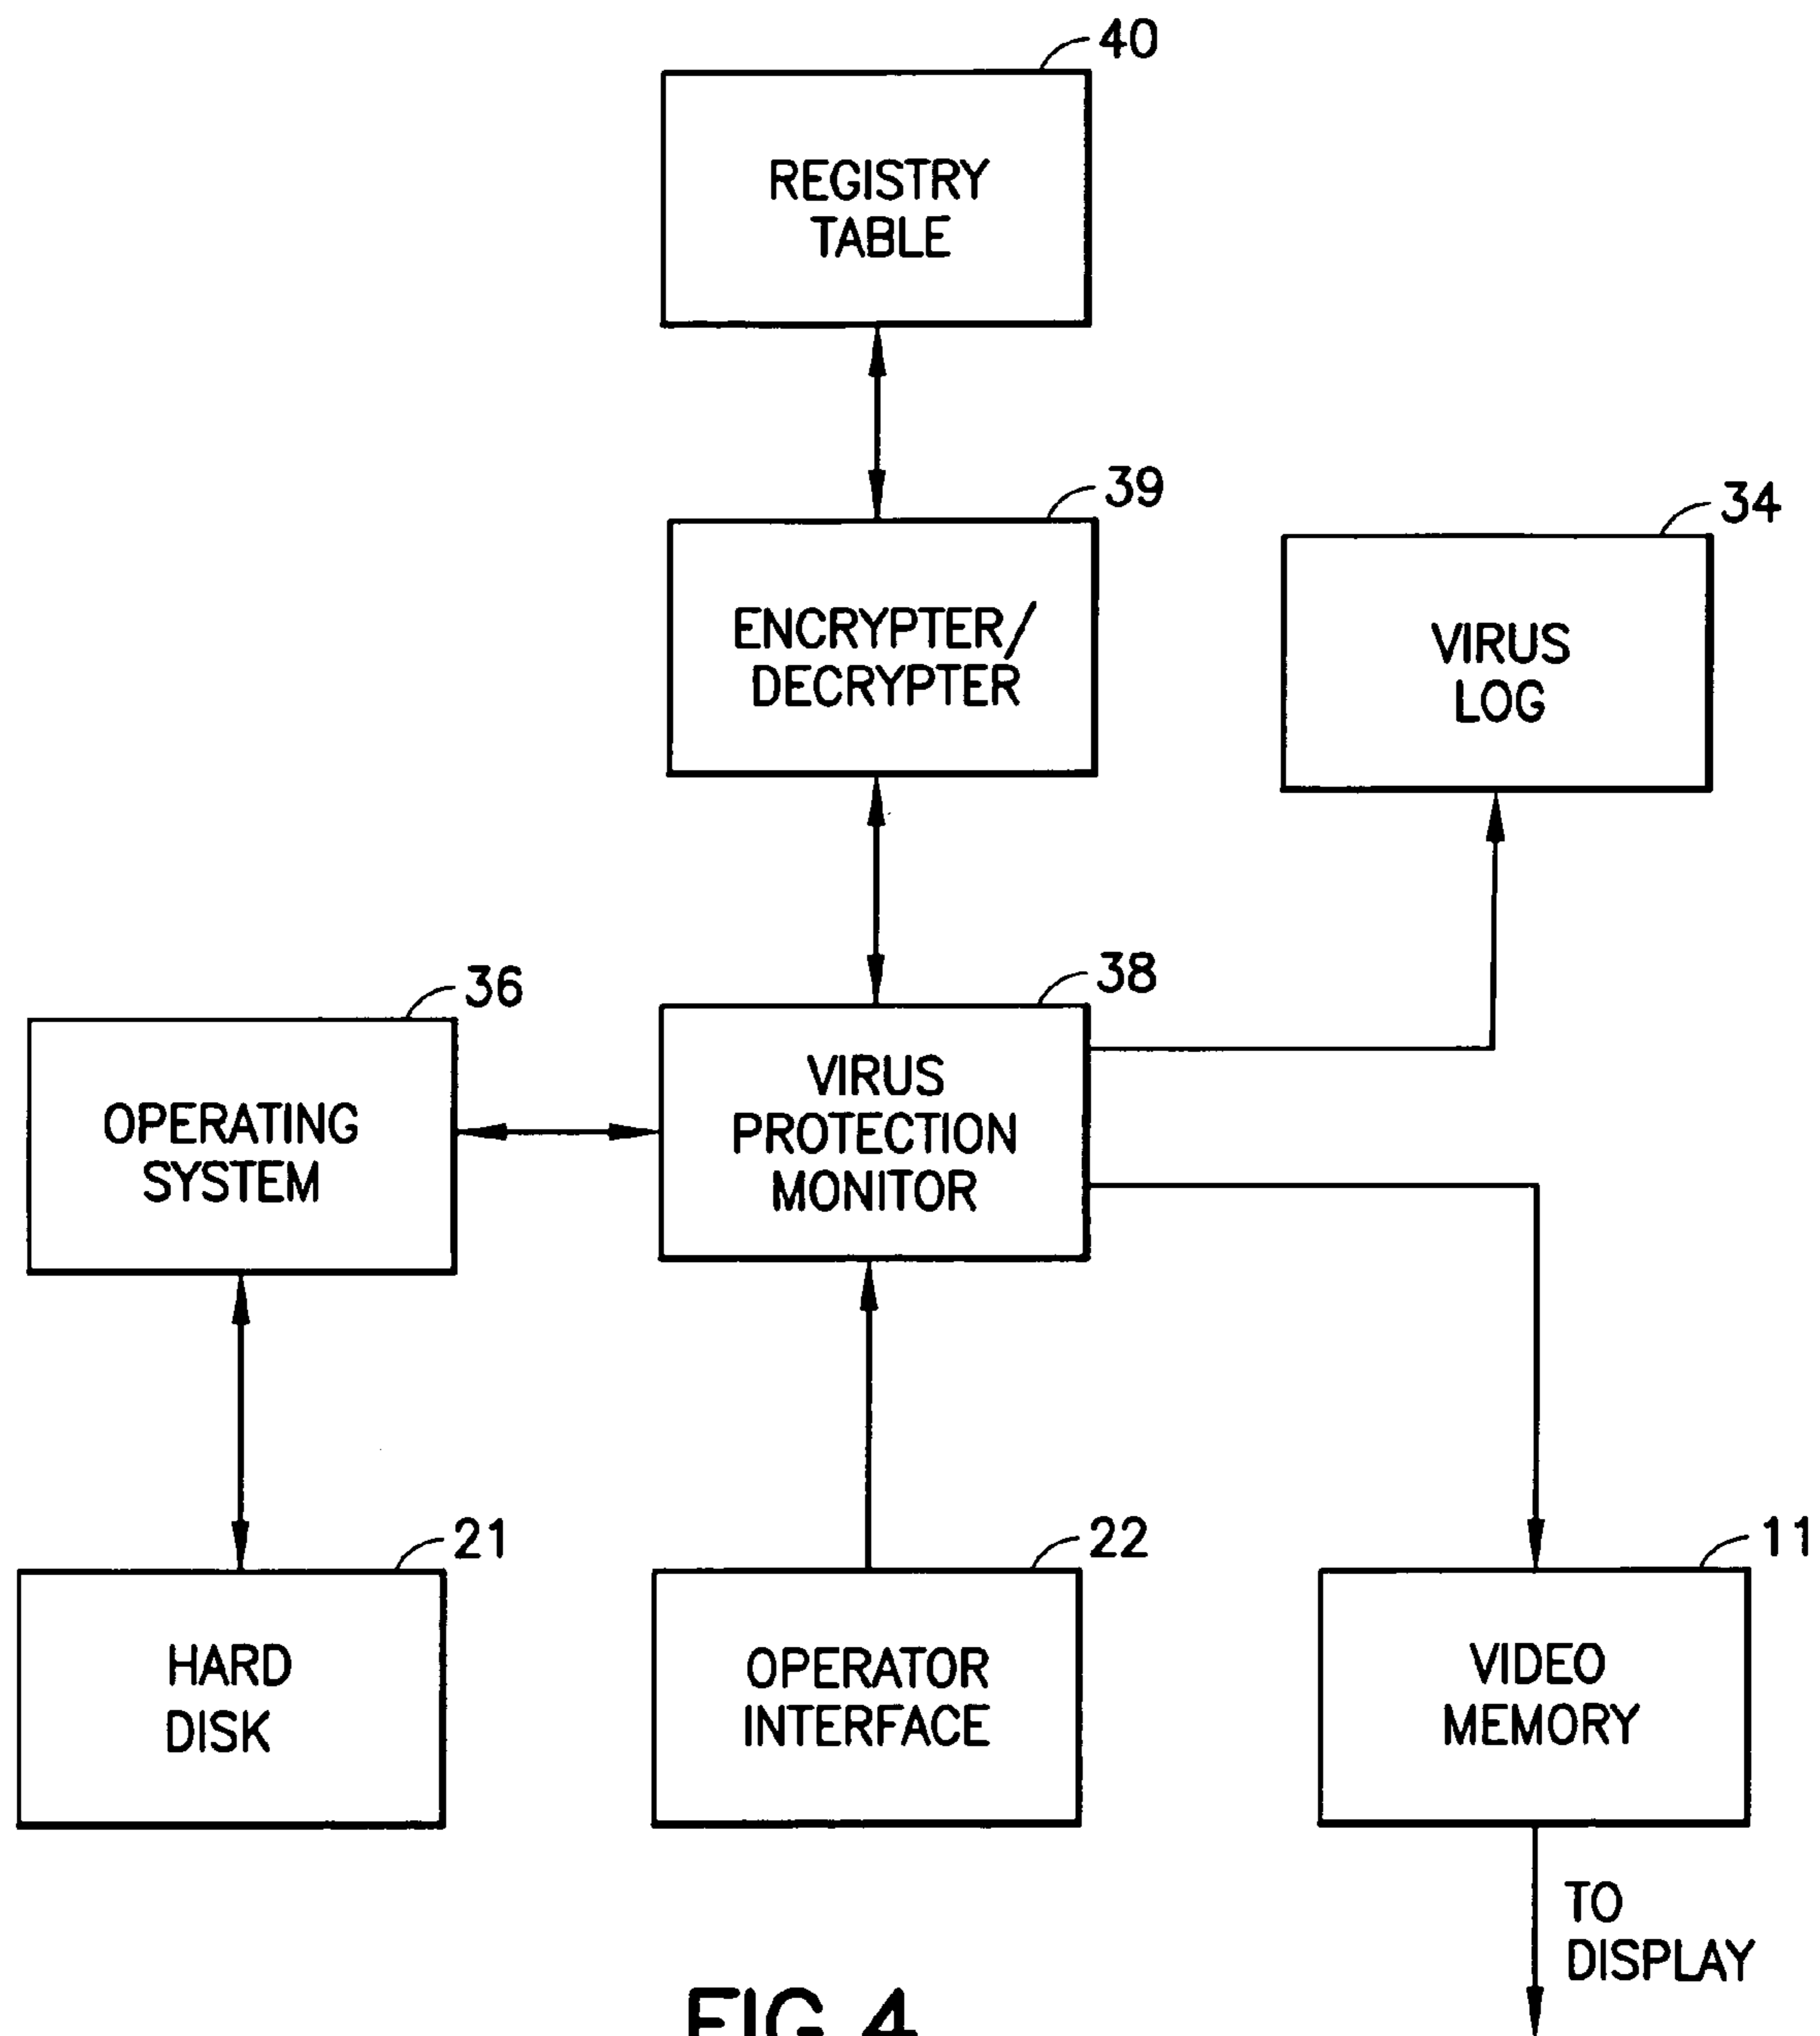 40
REGISTRY
TABLE
39
ENCRYPTER/
DECRYPTER
34
VIRUS
LOG
36
OPERATING
SYSTEM
38
VIRUS
PROTECTION
MONITOR
21
HARD
DISK
22
OPERATOR
INTERFACE
11
VIDEO
MEMORY
TO
DISPLAY
FIG. 4